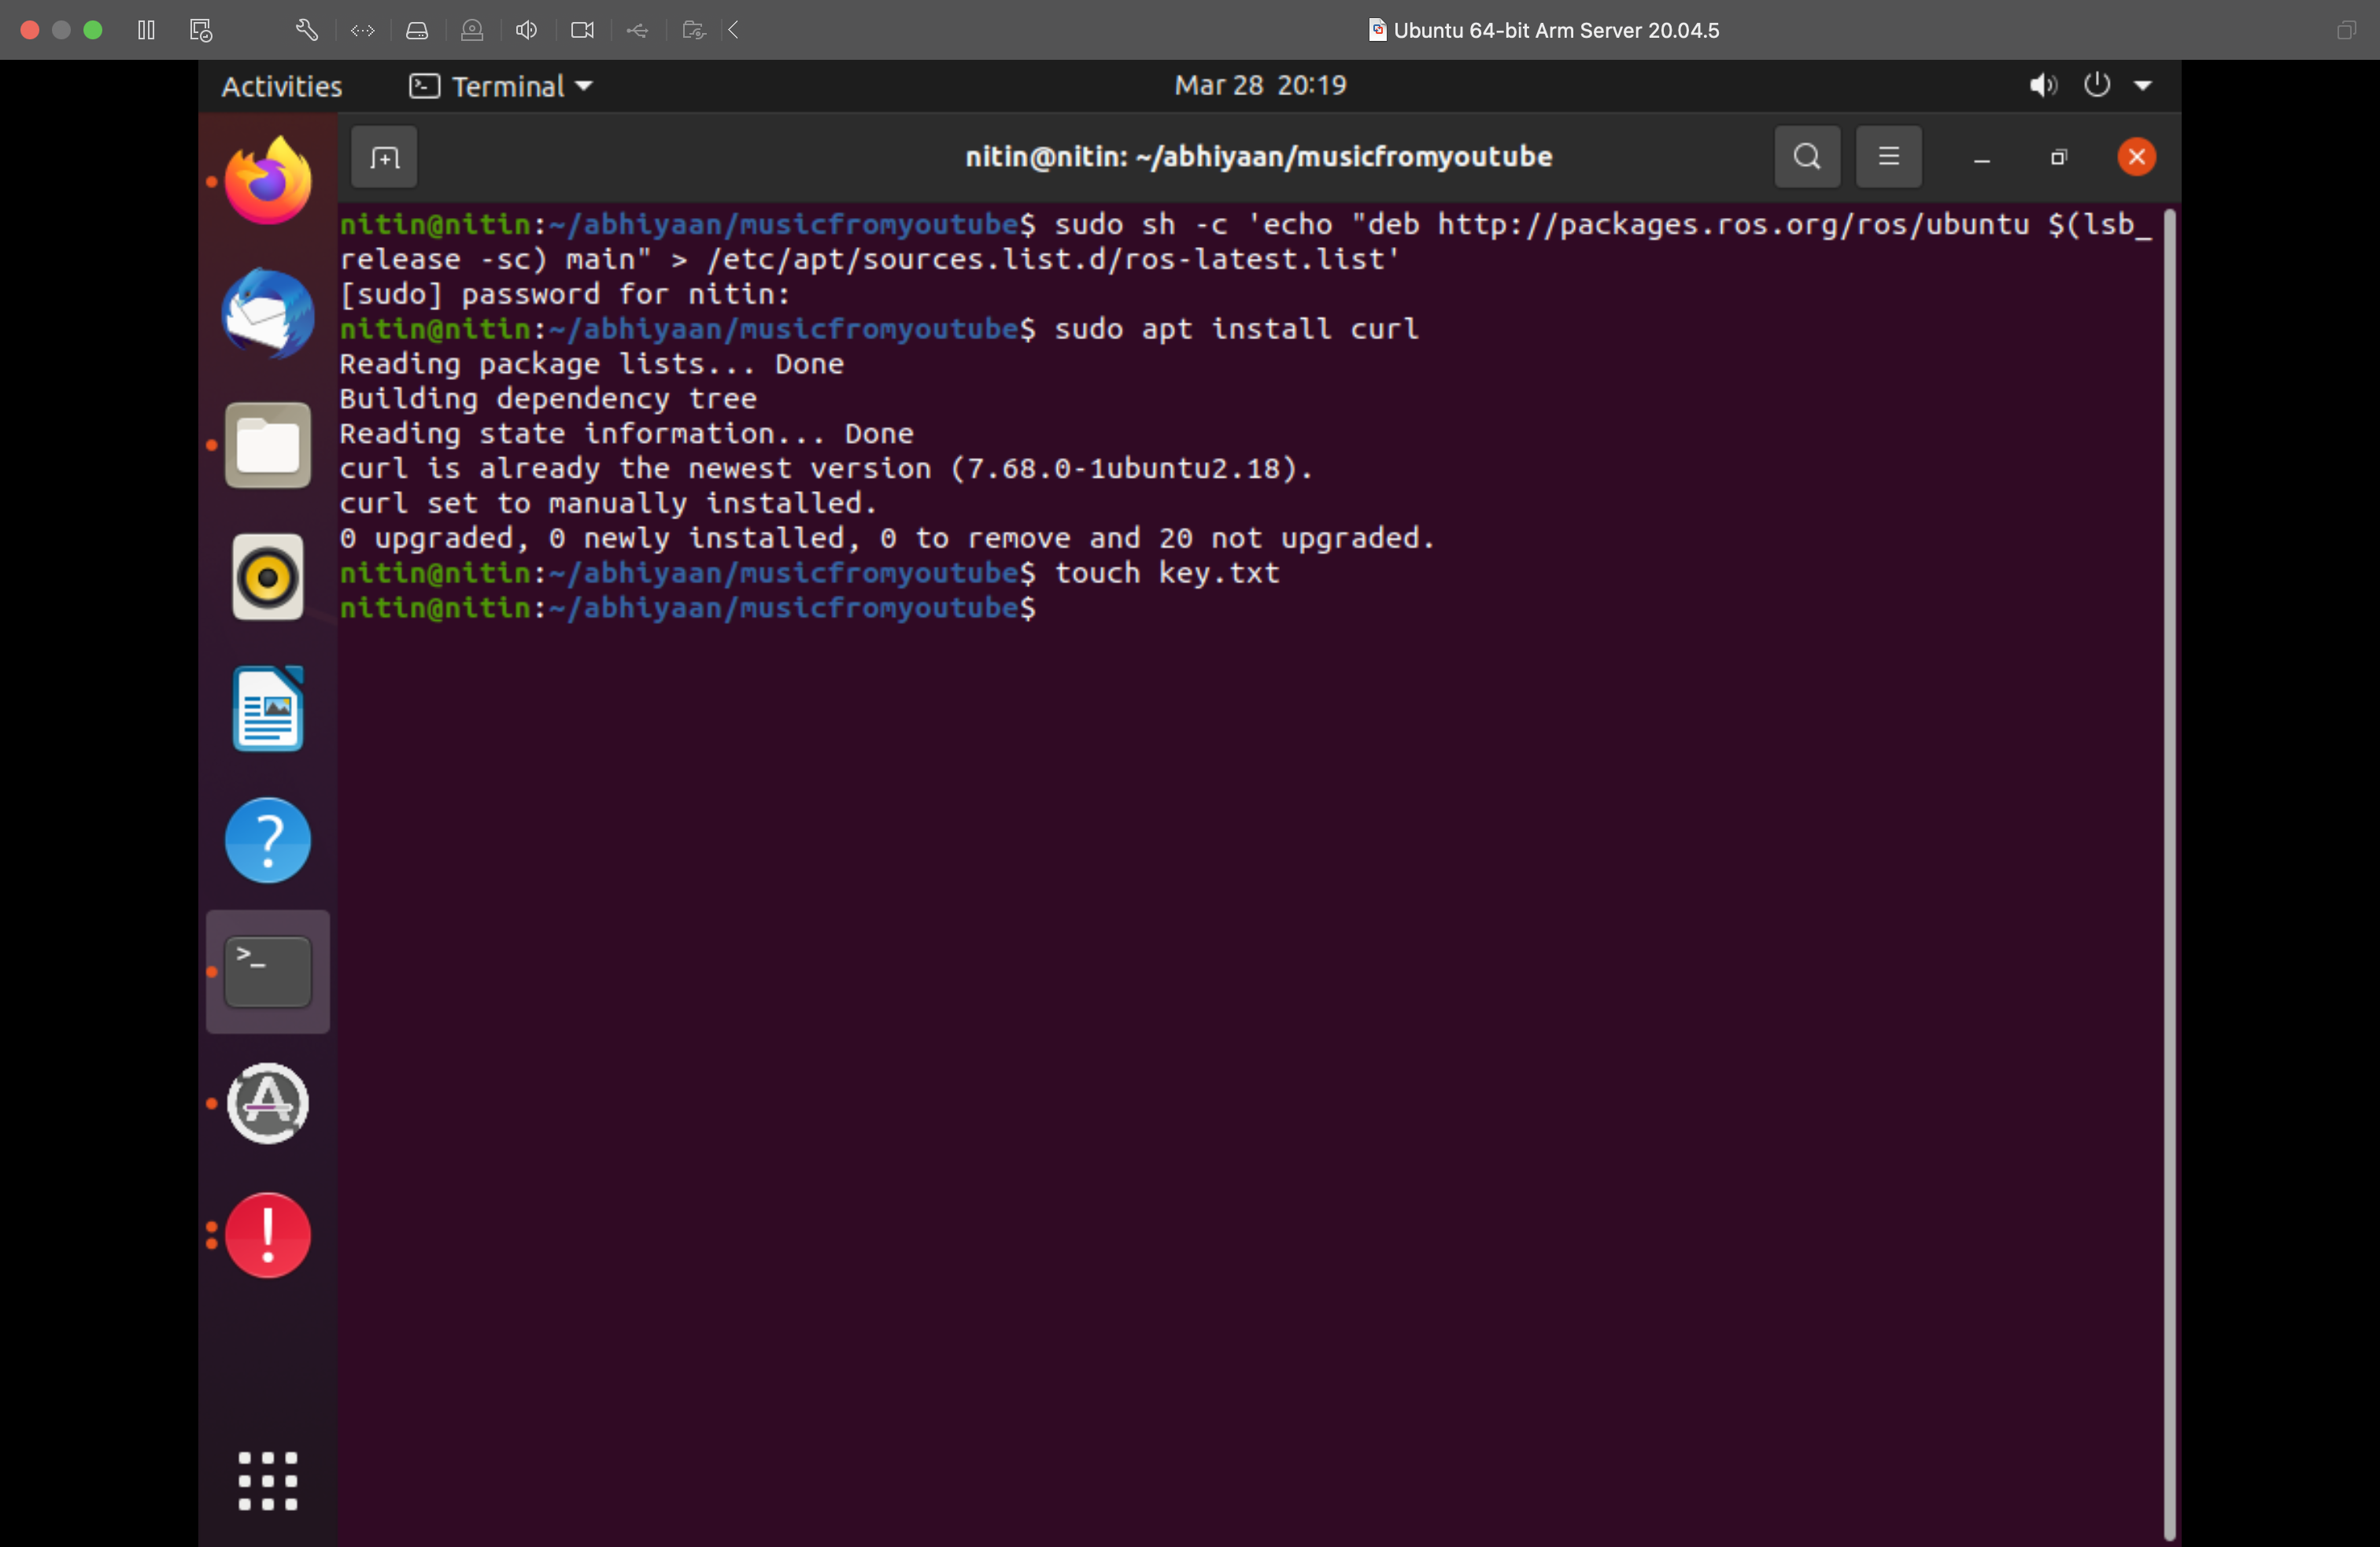 Ubuntu 64-bit Arm Server 20.04.5
Activities
Terminal
Mar 28 20:19
nitin@nitin: ~/abhiyaan/musicfromyoutube
nitin@nitin:~/abhiyaan/musicfromyoutube$ sudo sh -c 'echo "deb http://packages.ros.org/ros/ubuntu $(lsb_
release -sc) main" > /etc/apt/sources.list.d/ros-latest.list'
[sudo] password for nitin:
nitin@nitin:~/abhiyaan/musicfromyoutube$ sudo apt install curl
Reading package lists... Done
Building dependency tree
Reading state information... Done
curl is already the newest version (7.68.0-1ubuntu2.18).
curl set to manually installed.
0 upgraded, 0 newly installed, 0 to remove and 20 not upgraded.
nitin@nitin:~/abhiyaan/musicfromyoutube$ touch key.txt
nitin@nitin:~/abhiyaan/musicfromyoutube$